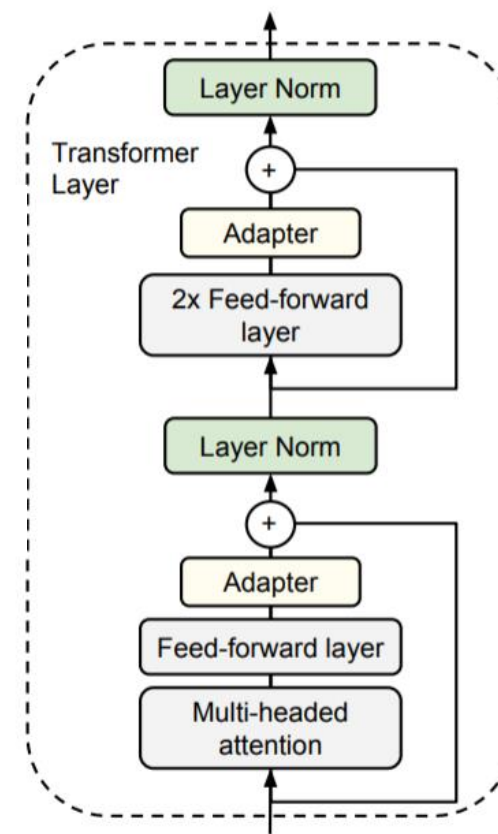 Layer Norm
Transformer
Layer
+
Adapter
2x Feed-forward
layer
Layer Norm
+
Adapter
Feed-forward layer
Multi-headed
attention